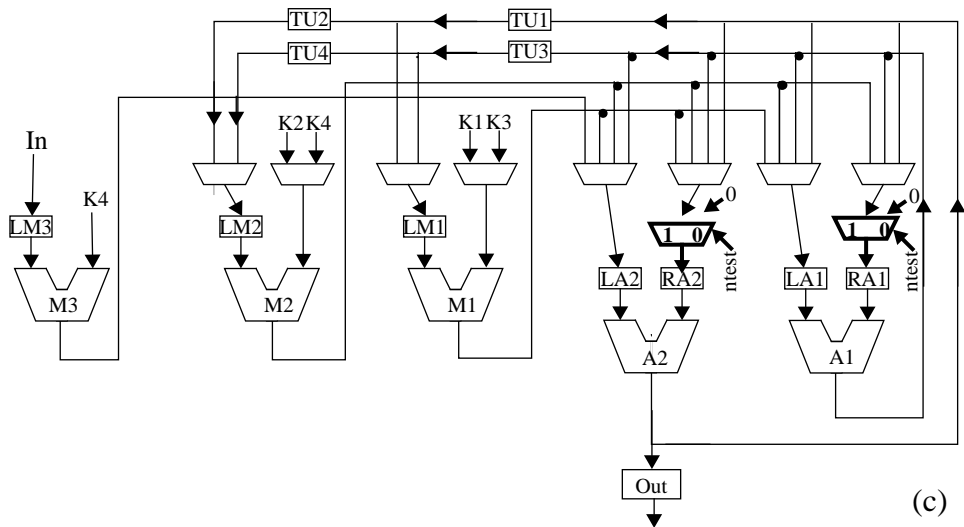 TU2 TU1
TU4 TU3
K2 K4 K1 K3
In
K4 0 0
LM3 LM2 LM1 1 0 1 0
ntest ntest
LA2 RA2 LA1 RA1
M3 M2 M1
A2 A1
Out
(c)